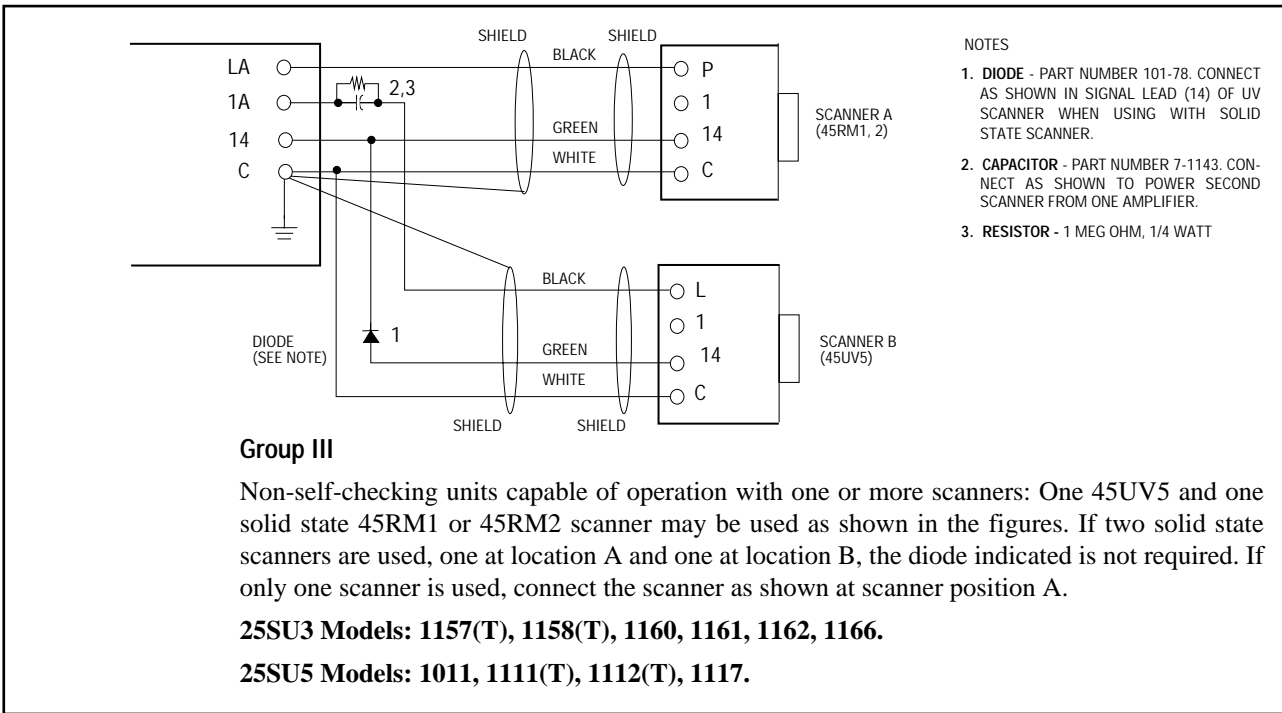 SHIELD
SHIELD
LA
BLACK
P
1A
2,3
1
14
GREEN
14
C
WHITE
C
SCANNER A
(45RM1, 2)
BLACK
L
1
DIODE
(SEE NOTE)
1
GREEN
14
WHITE
C
SCANNER B
(45UV5)
SHIELD
SHIELD
NOTES
1. DIODE - PART NUMBER 101-78. CONNECT
AS SHOWN IN SIGNAL LEAD (14) OF UV
SCANNER WHEN USING WITH SOLID
STATE SCANNER.
2. CAPACITOR - PART NUMBER 7-1143. CON-
NECT AS SHOWN TO POWER SECOND
SCANNER FROM ONE AMPLIFIER.
3. RESISTOR - 1 MEG OHM, 1/4 WATT
Group III
Non-self-checking units capable of operation with one or more scanners: One 45UV5 and one
solid state 45RM1 or 45RM2 scanner may be used as shown in the figures. If two solid state
scanners are used, one at location A and one at location B, the diode indicated is not required. If
only one scanner is used, connect the scanner as shown at scanner position A.
25SU3 Models: 1157(T), 1158(T), 1160, 1161, 1162, 1166.
25SU5 Models: 1011, 1111(T), 1112(T), 1117.